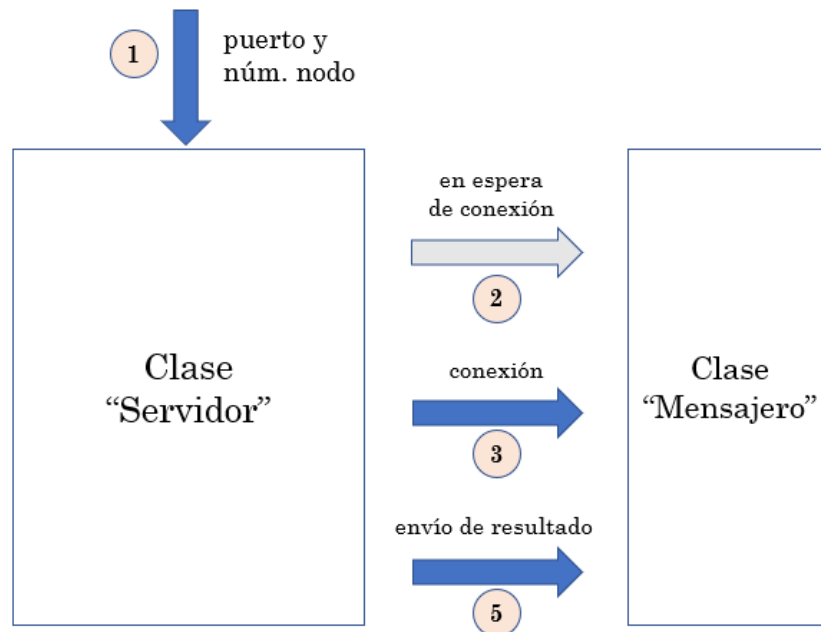 1
puerto y
núm. nodo
en espera
de conexión
2
Clase
“Servidor”
conexión
3
Clase
“Mensajero”
envío de resultado
5